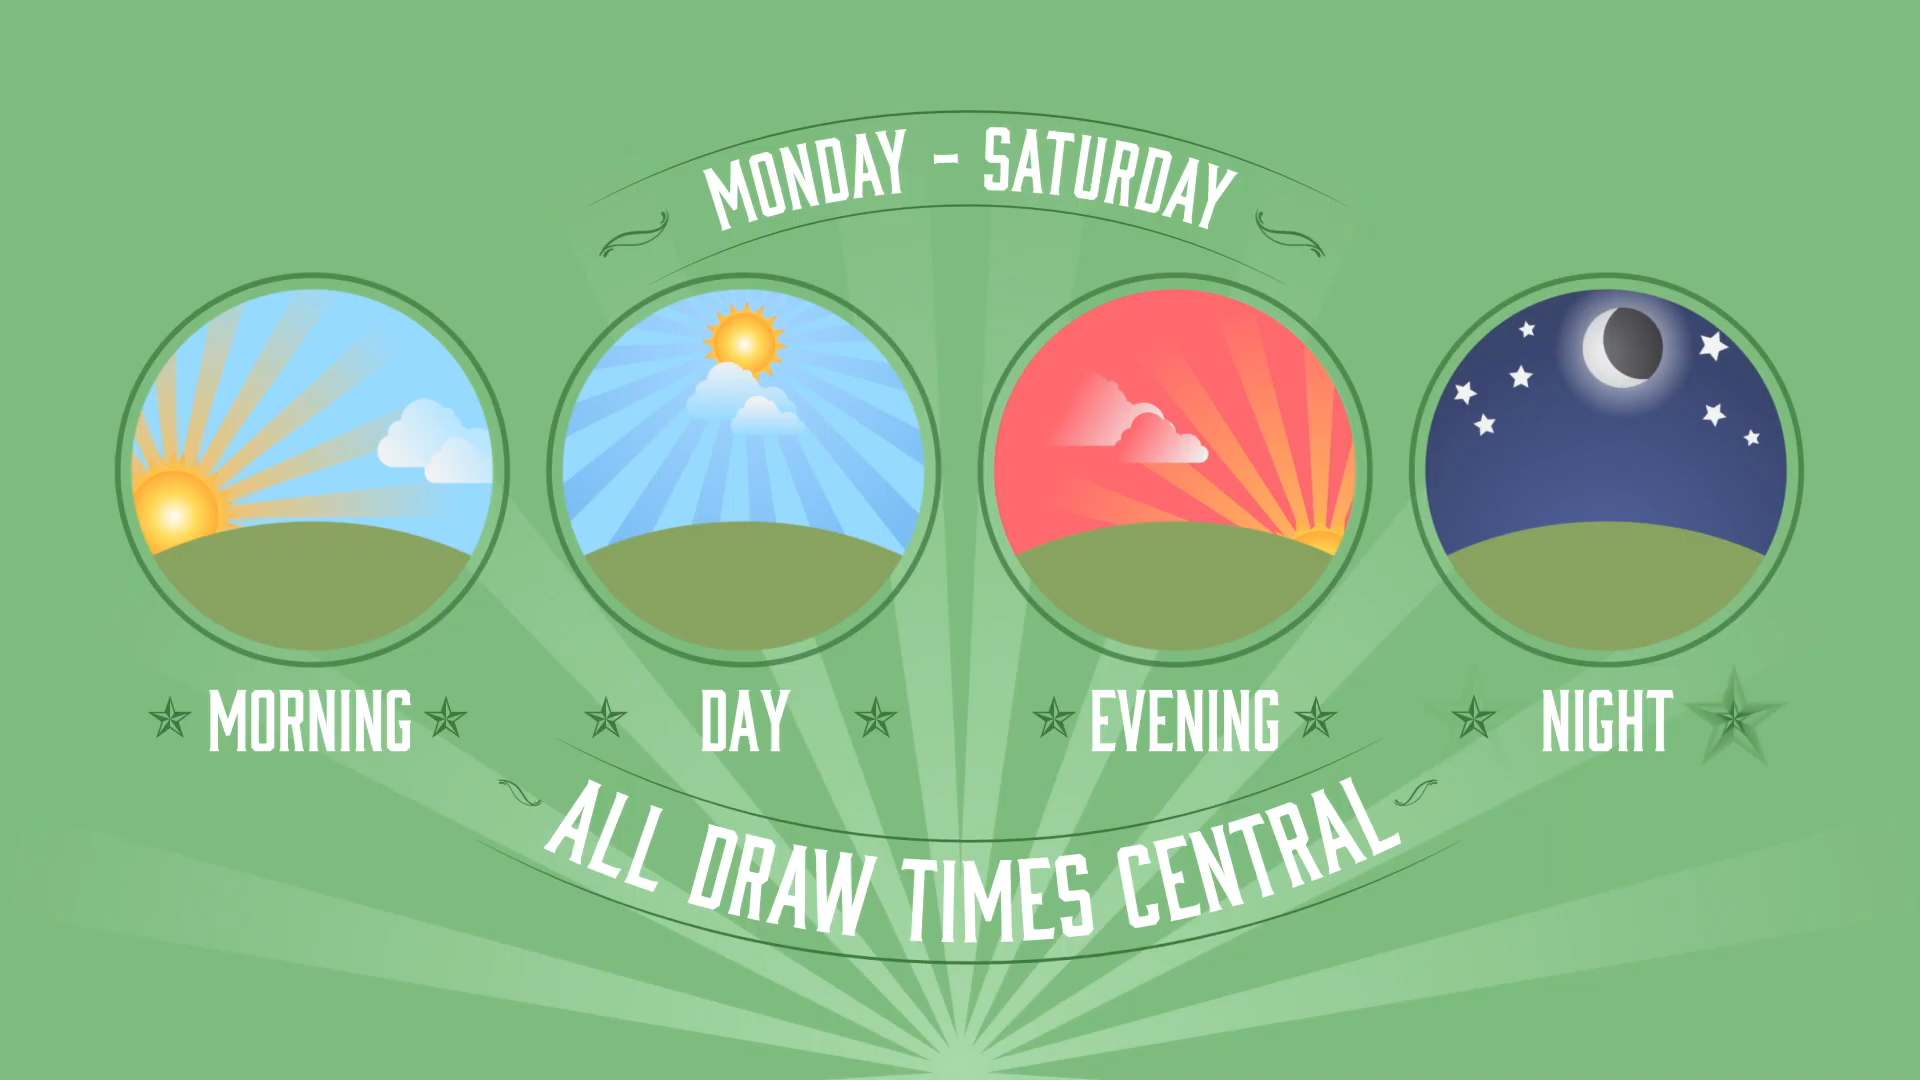 MONDAY - SATURDAY
MORNING
DAY
EVENING
NIGHT
ALL DRAW TIMES CENTRAL